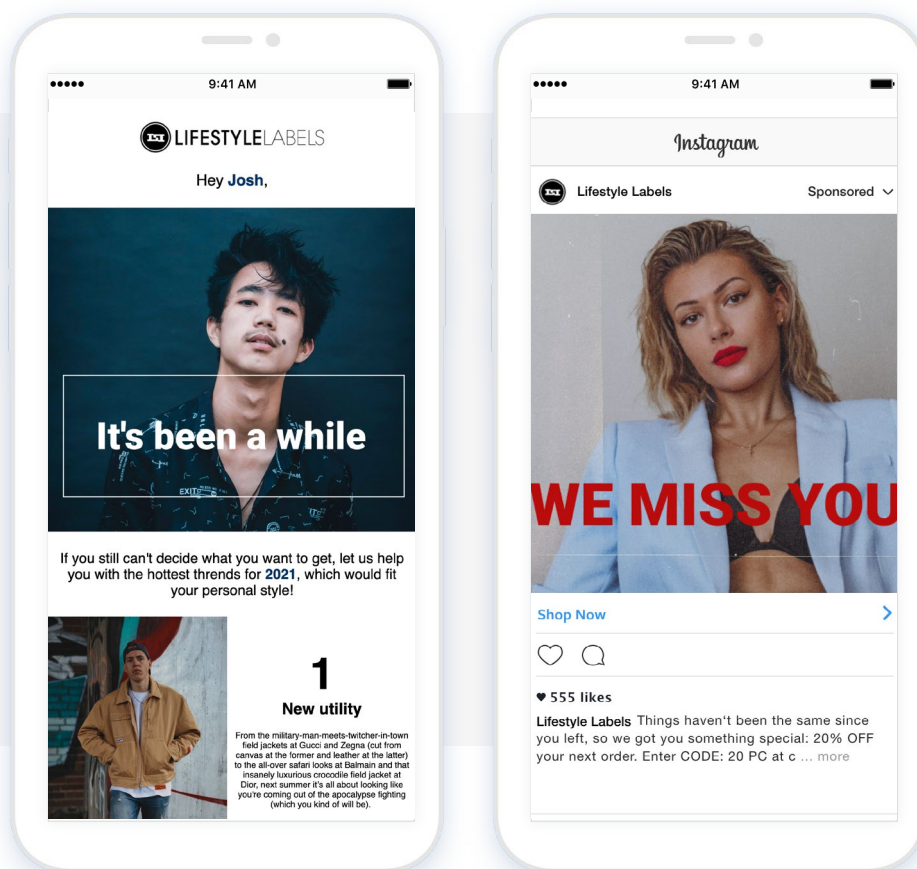 9:41 AM
LIFESTYLELABELS
Hey Josh,
It's been a while
EXIT
If you still can't decide what you want to get, let us help
you with the hottest thrends for 2021, which would fit
your personal style!
1
New utility
From the military-man-meets-twitcher-in-town
field jackets at Gucci and Zegna (cut from
canvas at the former and leather at the latter)
to the all-over safari looks at Balmain and that
insanely luxurious crocodile field jacket at
Dior, next summer it's all about looking like
you're coming out of the apocalypse fighting
(which you kind of will be).
9:41 AM
Instagram
Lifestyle Labels
Sponsored
WE MISS YOU
Shop Now
555 likes
Lifestyle Labels Things haven't been the same since
you left, so we got you something special: 20% OFF
your next order. Enter CODE: 20 PC at c ... more